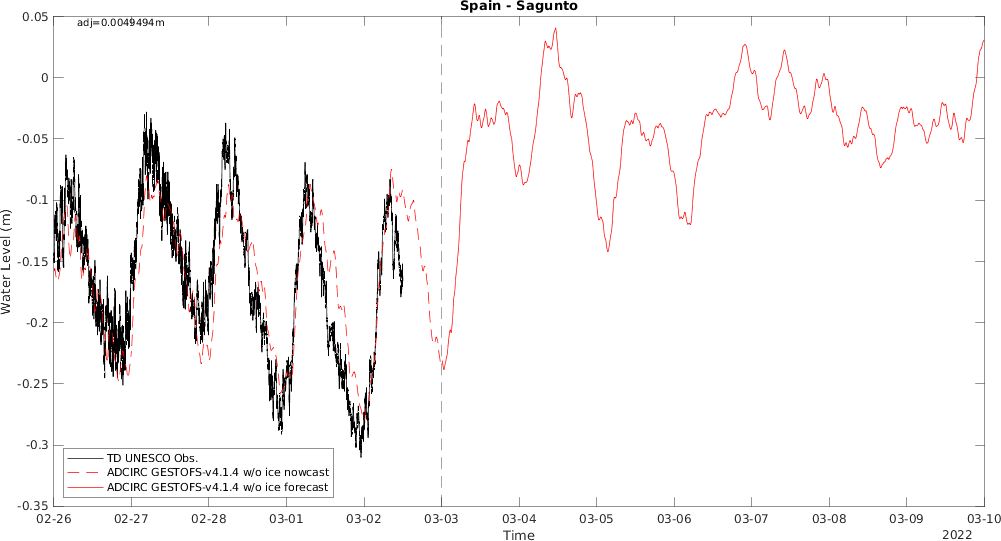 Spain - Sagunto
adj=0.0049494m
0.05
0
-0.05
-0.1
-0.15
-0.2
-0.25
-0.3
-0.35
Water Level (m)
TD UNESCO Obs.
ADCIRC GESTOFS-v4.1.4 w/o ice nowcast
ADCIRC GESTOFS-v4.1.4 w/o ice forecast
02-26 02-27 02-28 03-01 03-02 03-03 03-04 03-05 03-06 03-07 03-08 03-09 03-10
Time
2022